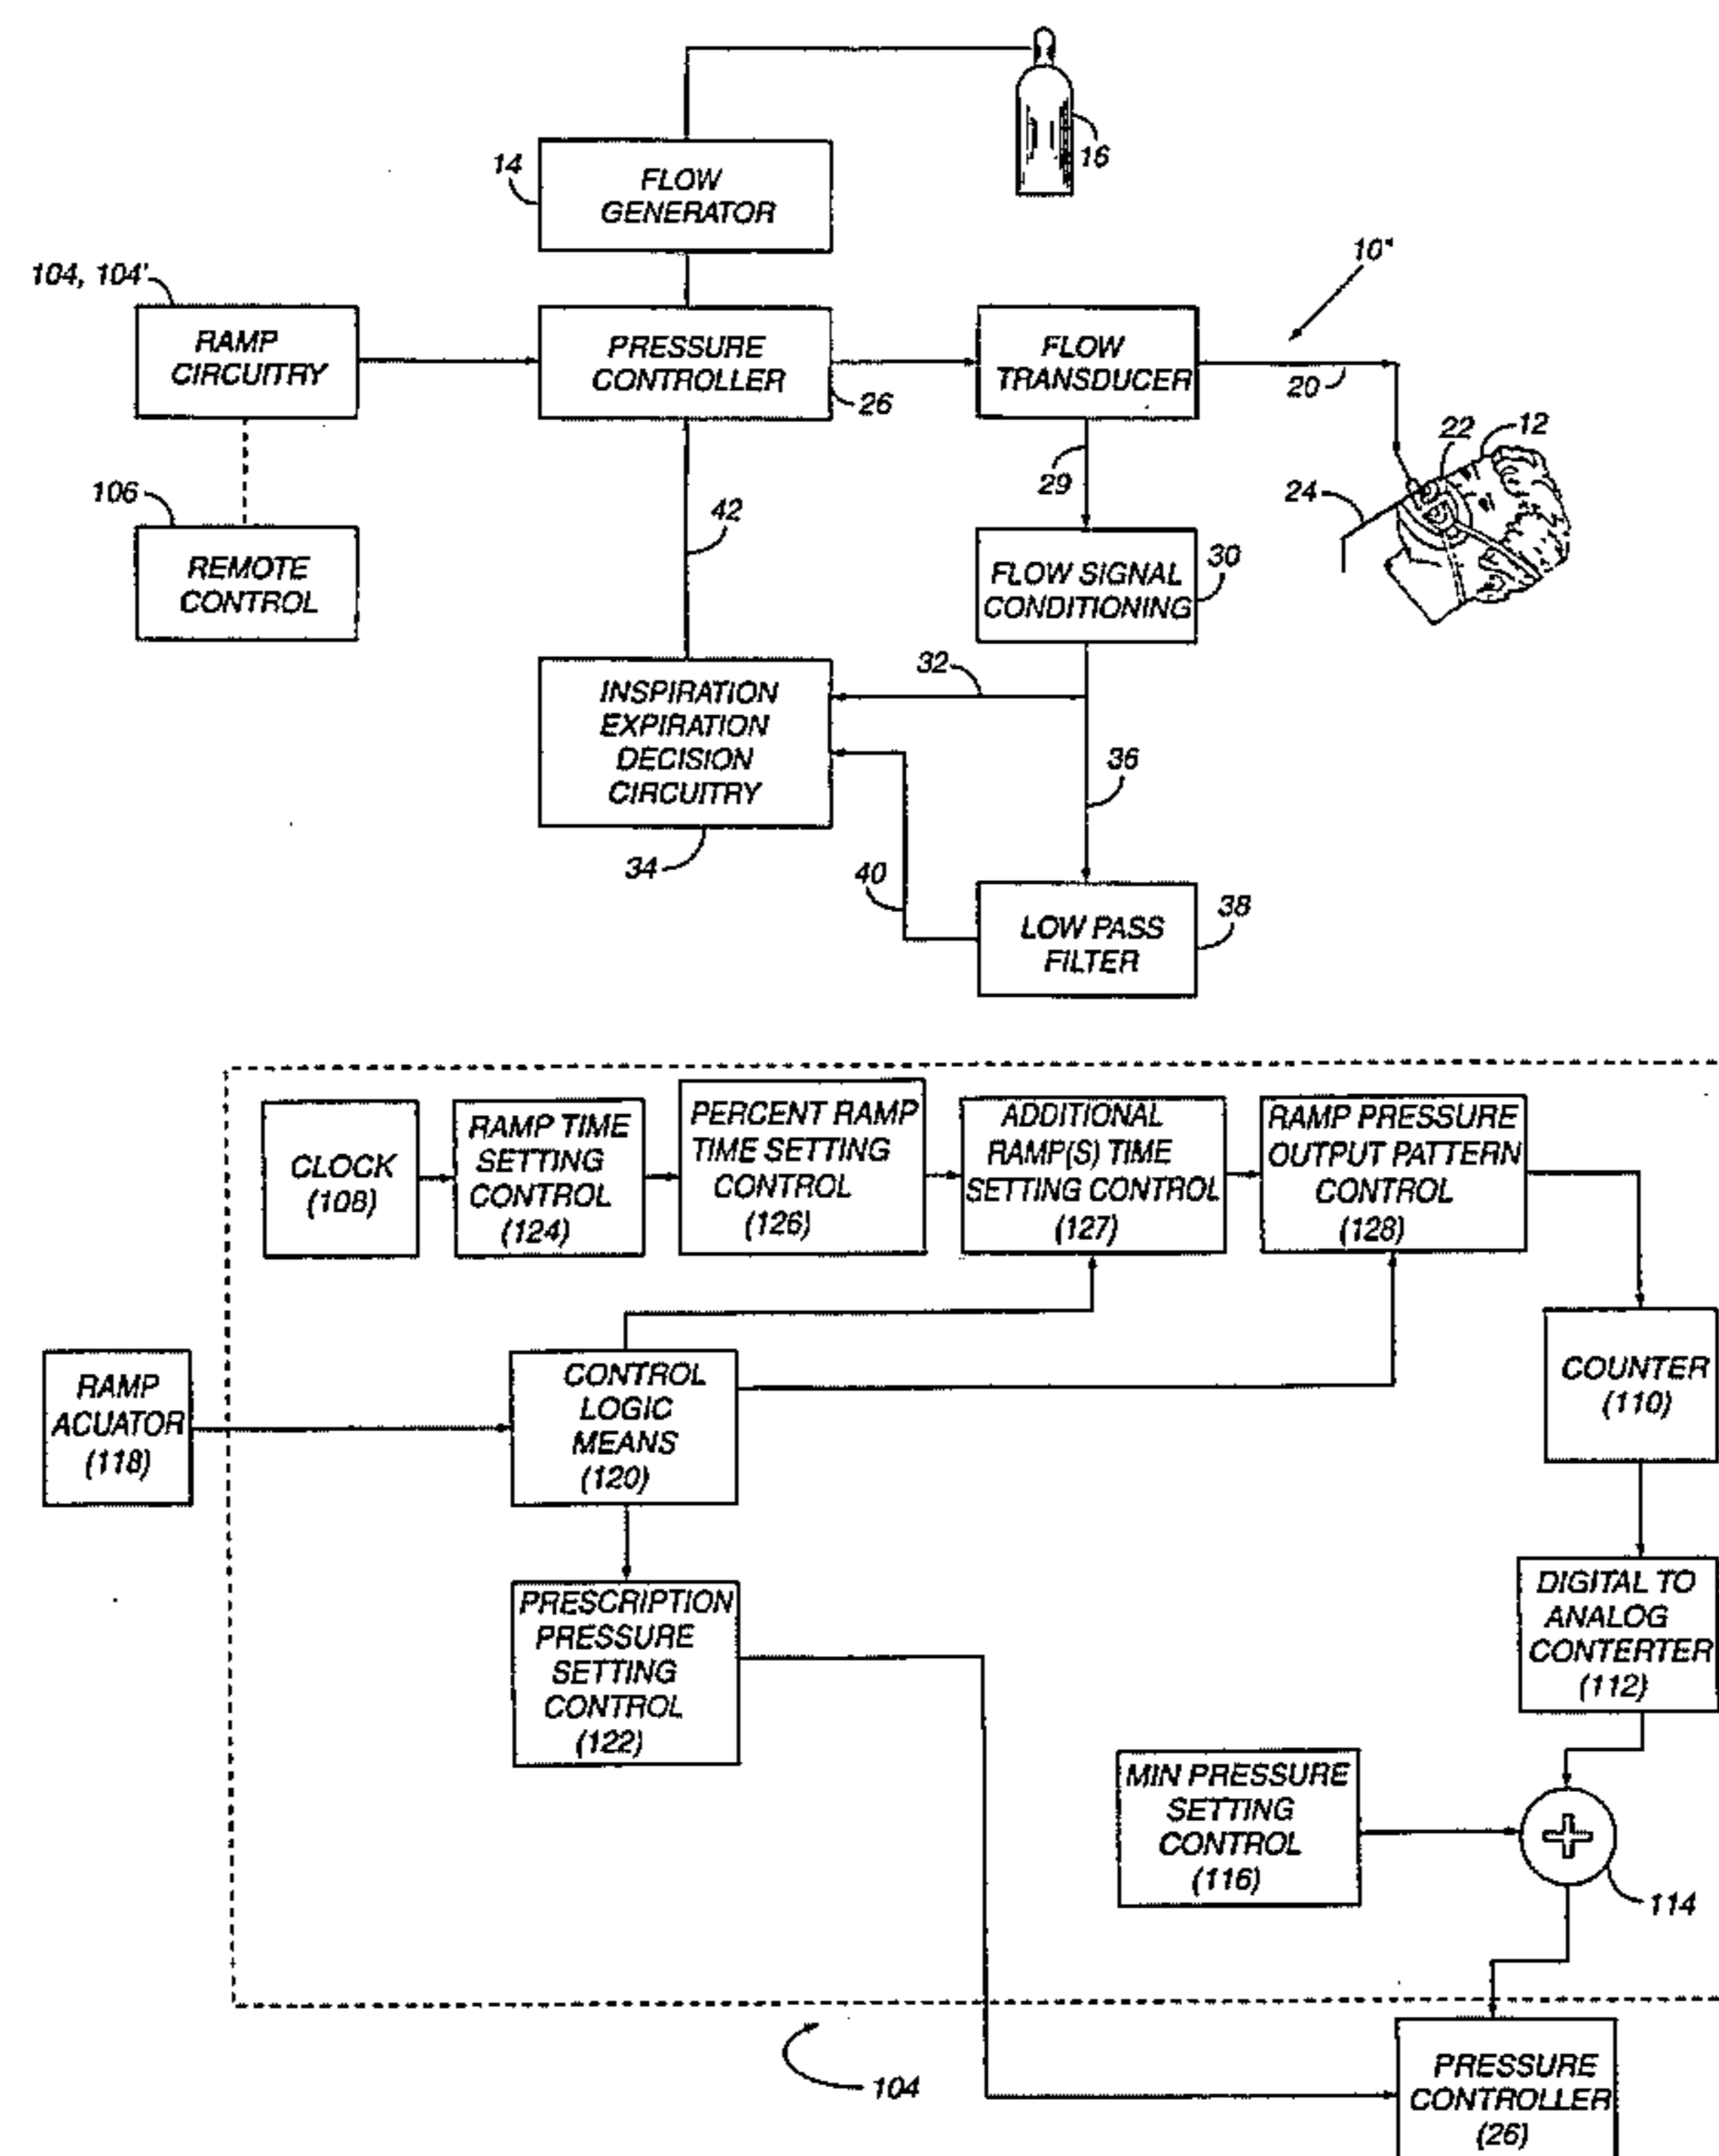 16
14
FLOW
GENERATOR
10"
104, 104'
RAMP
CIRCUITRY
PRESSURE
CONTROLLER
26
FLOW
TRANSDUCER
20
22
12
24
29
106
REMOTE
CONTROL
42
FLOW SIGNAL
CONDITIONING
30
32
INSPIRATION
EXPIRATION
DECISION
CIRCUITRY
34
36
40
LOW PASS
FILTER
38
CLOCK
(108)
RAMP TIME
SETTING
CONTROL
(124)
PERCENT RAMP
TIME SETTING
CONTROL
(126)
ADDITIONAL
RAMP(S) TIME
SETTING CONTROL
(127)
RAMP PRESSURE
OUTPUT PATTERN
CONTROL
(128)
RAMP
ACUATOR
(118)
CONTROL
LOGIC
MEANS
(120)
COUNTER
(110)
PRESCRIPTION
PRESSURE
SETTING
CONTROL
(122)
DIGITAL TO
ANALOG
CONTERTER
(112)
MIN PRESSURE
SETTING
CONTROL
(116)
+
114
104
PRESSURE
CONTROLLER
(26)